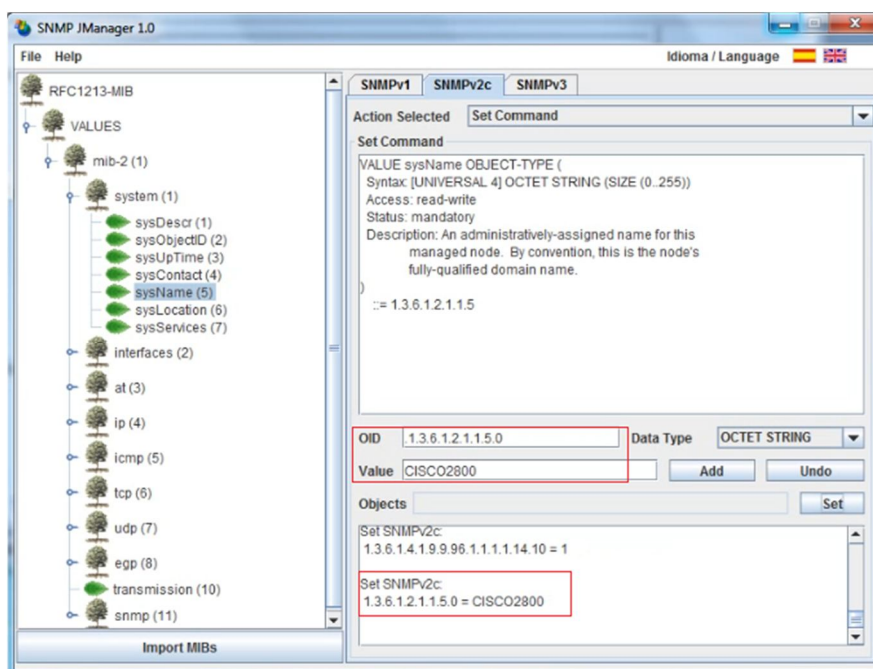 SNMP JManager 1.0
File Help
Idioma / Language
RFC1213-MIB
VALUES
mib-2 (1)
system (1)
sysDescr (1)
sysObjectID (2)
sysUpTime (3)
sysContact (4)
sysName (5)
sysLocation (6)
sysServices (7)
interfaces (2)
at (3)
ip (4)
icmp (5)
tcp (6)
udp (7)
egp (8)
transmission (10)
snmp (11)
Import MIBs
SNMPv1 SNMPv2c SNMPv3
Action Selected Set Command
Set Command
VALUE sysName OBJECT-TYPE (
Syntax: [UNIVERSAL 4] OCTET STRING (SIZE (0..255))
Access: read-write
Status: mandatory
Description: An administratively-assigned name for this
managed node. By convention, this is the node's
fully-qualified domain name.
)
::= 1.3.6.1.2.1.1.5
OID .1.3.6.1.2.1.1.5.0 Data Type OCTET STRING
Value CISCO2800 Add Undo
Objects Set
Set SNMPv2c:
1.3.6.1.4.1.9.9.96.1.1.1.1.14.10 = 1
Set SNMPv2c:
1.3.6.1.2.1.1.5.0 = CISCO2800